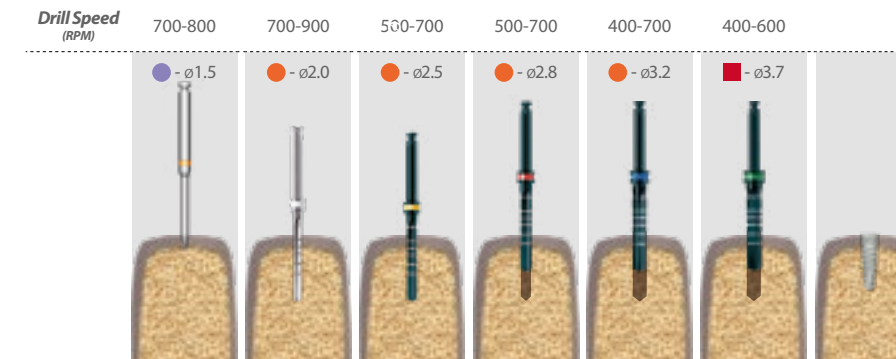 Drill Speed
(RPM)
700-800
700-900
500-700
500-700
400-700
400-600
- ø1.5
- ø2.0
- ø2.5
- ø2.8
- ø3.2
- ø3.7